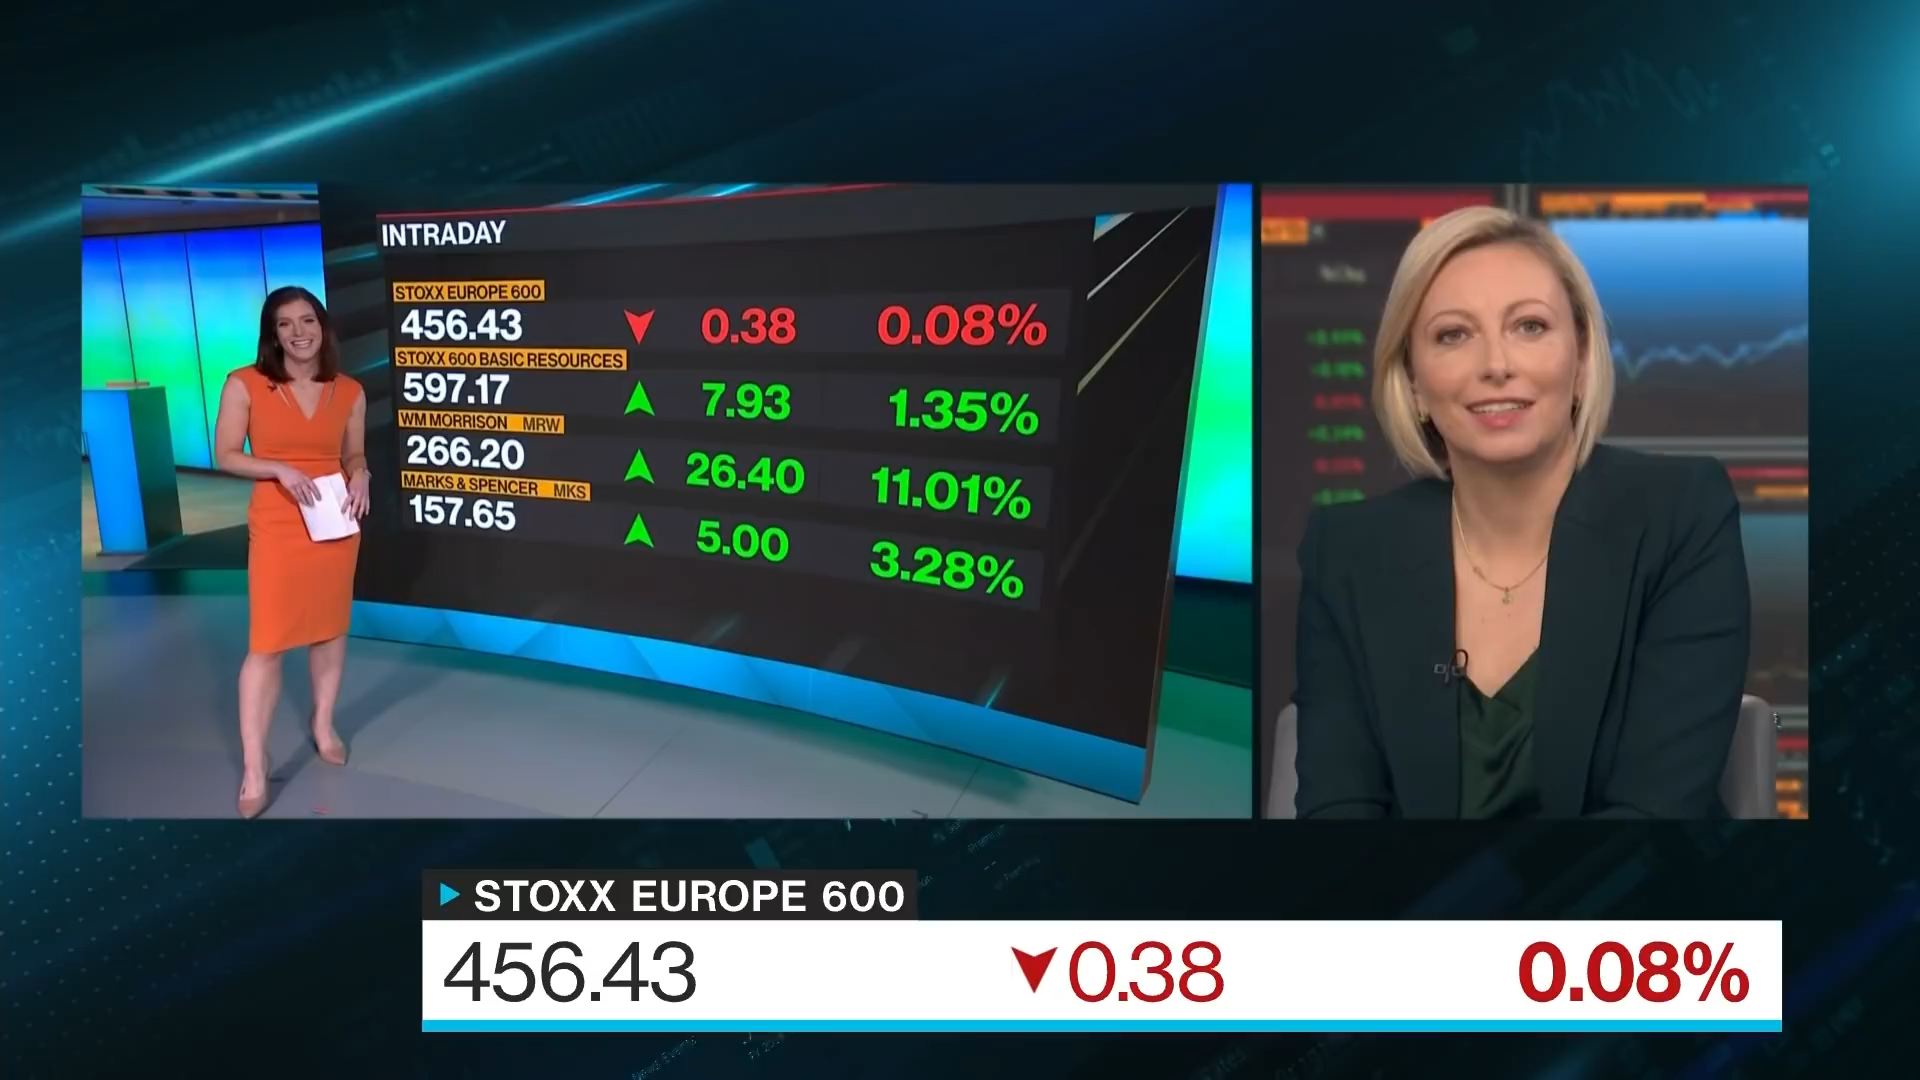 INTRADAY
STOXX EUROPE 600
456.43 0.38 0.08%
STOXX 600 BASIC RESOURCES
597.17 7.93 1.35%
WM MORRISON MRW
266.20 26.40 11.01%
MARKS & SPENCER MKS
157.65 5.00 3.28%
STOXX EUROPE 600
456.43 0.38 0.08%